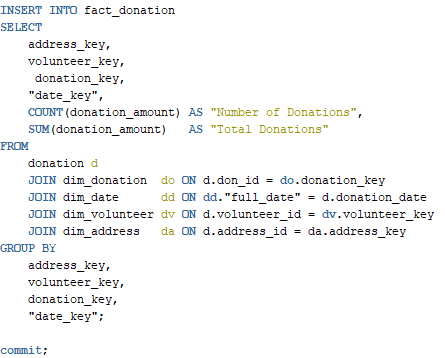 INSERT INTO fact_donation
SELECT
    address_key,
    volunteer_key,
     donation_key,
    "date_key",
    COUNT(donation_amount) AS "Number of Donations",
    SUM(donation_amount)   AS "Total Donations"
FROM
    donation d
    JOIN dim_donation  do ON d.don_id = do.donation_key
    JOIN dim_date      dd ON dd."full_date" = d.donation_date
    JOIN dim_volunteer dv ON d.volunteer_id = dv.volunteer_key
    JOIN dim_address   da ON d.address_id = da.address_key
GROUP BY
    address_key,
    volunteer_key,
    donation_key,
    "date_key";

commit;